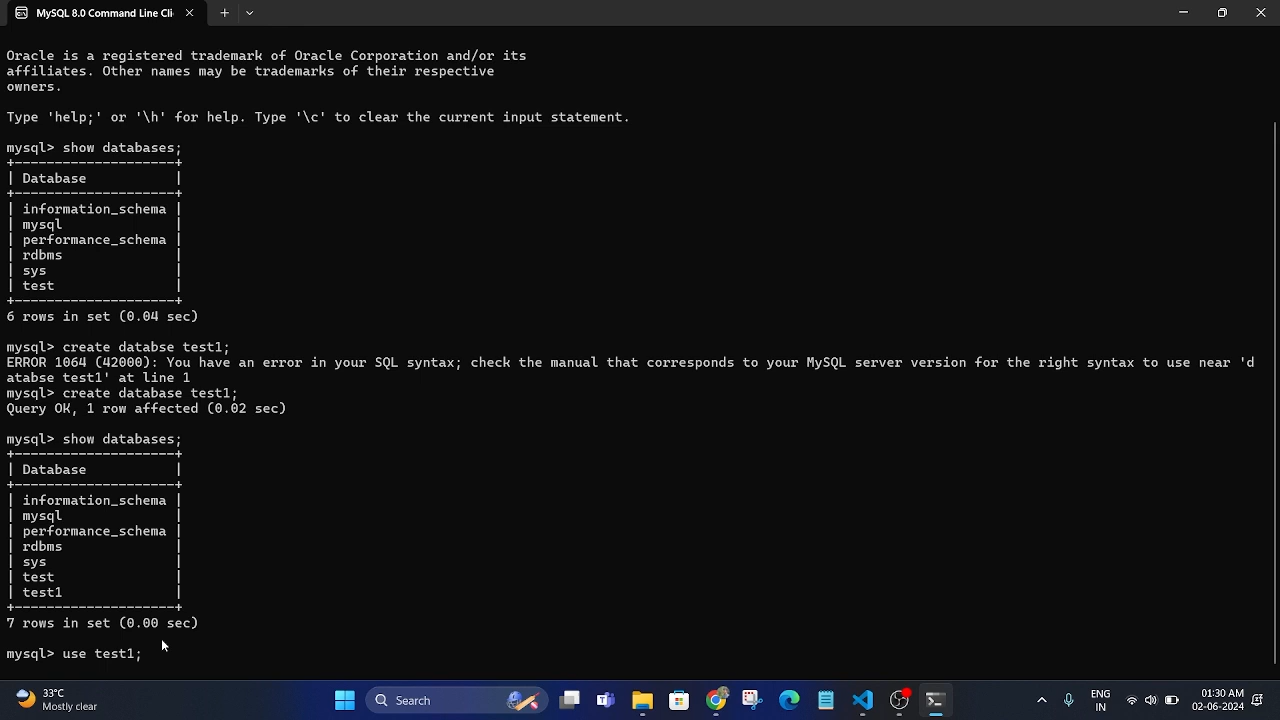 MySQL 8.0 Command Line Cli
Oracle is a registered trademark of Oracle Corporation and/or its
affiliates. Other names may be trademarks of their respective
owners.
Type 'help;' or '\h' for help. Type '\c' to clear the current input statement.
mysql> show databases;
+--------------------+
| Database           |
+--------------------+
| information_schema |
| mysql              |
| performance_schema |
| rdbms              |
| sys                |
| test               |
+--------------------+
6 rows in set (0.04 sec)
mysql> create databse test1;
ERROR 1064 (42000): You have an error in your SQL syntax; check the manual that corresponds to your MySQL server version for the right syntax to use near 'd
atabse test1' at line 1
mysql> create database test1;
Query OK, 1 row affected (0.02 sec)
mysql> show databases;
+--------------------+
| Database           |
+--------------------+
| information_schema |
| mysql              |
| performance_schema |
| rdbms              |
| sys                |
| test               |
| test1              |
+--------------------+
7 rows in set (0.00 sec)
mysql> use test1;
33°C
Mostly clear
Search
ENG
IN
01:30 AM
02-06-2024